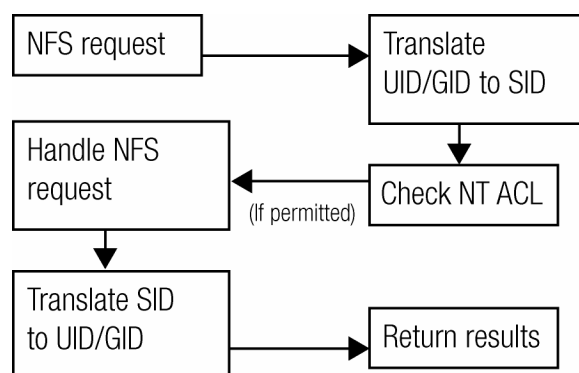 NFS request
Translate
UID/GID to SID
Check NT ACL
(If permitted)
Handle NFS
request
Translate SID
to UID/GID
Return results